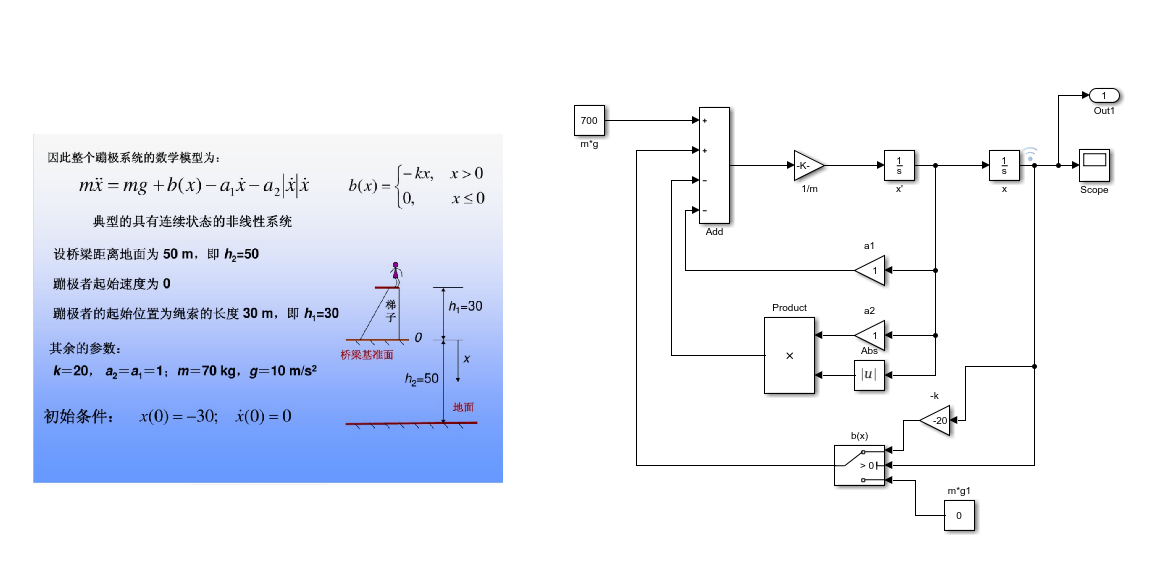 因此整个蹦极系统的数学模型为：
mẍ = mg + b(x) − a₁ẋ − a₂|ẋ|ẋ
b(x) = { −kx, x > 0
0, x ≤ 0
典型的具有连续状态的非线性系统
设桥梁距离地面为 50 m，即 h₂=50
蹦极者起始速度为 0
蹦极者的起始位置为绳索的长度 30 m，即 h₁=30
其余的参数：
k=20， a₂=a₁=1；m=70 kg，g=10 m/s²
初始条件： x(0) = −30; ẋ(0) = 0
梯子
h₁=30
0
桥梁基准面
x
h₂=50
地面
700
m*g
+
+
−
−
Add
-K-
1/m
1/s
x'
1/s
x
1
Out1
Scope
a1
1
Product
×
a2
1
Abs
|u|
-k
-20
b(x)
> 0
m*g1
0